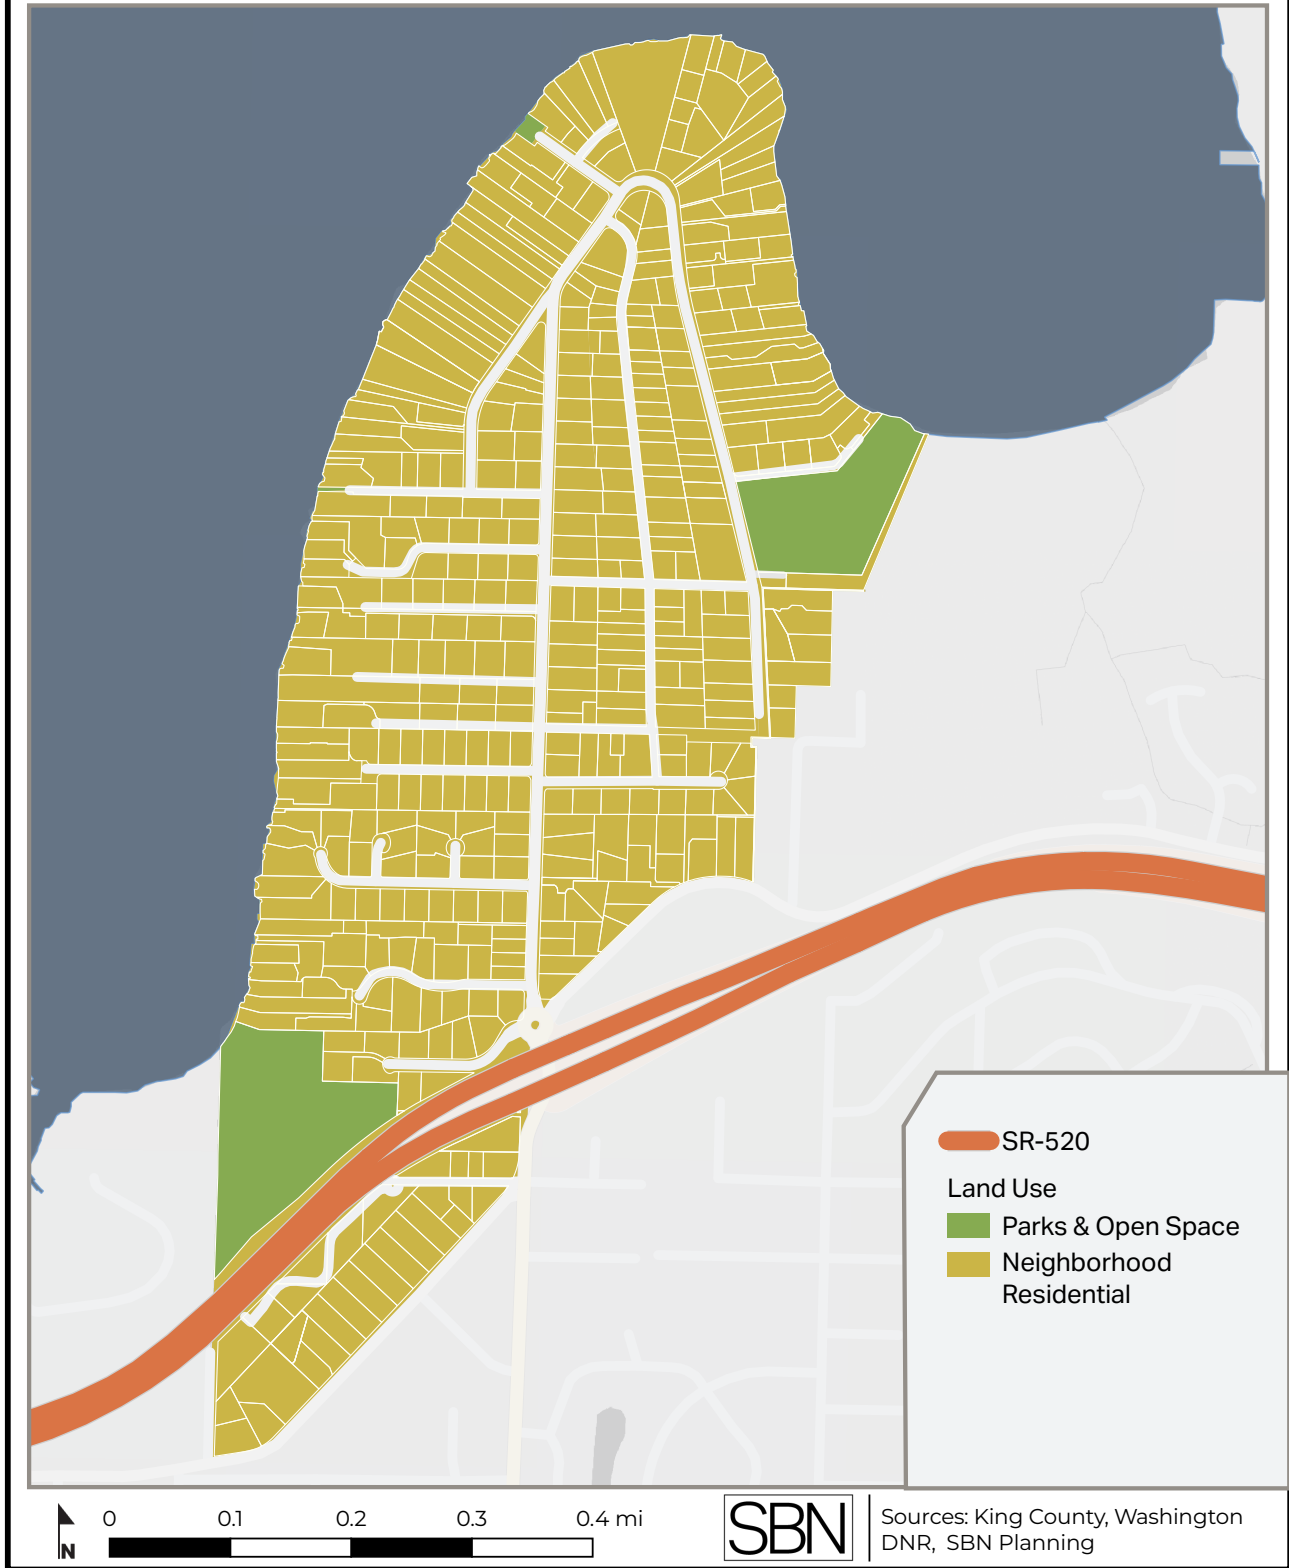 SR-520
Land Use
Parks & Open Space
Neighborhood
Residential
N
0 0.1 0.2 0.3 0.4 mi
SBN
Sources: King County, Washington
DNR, SBN Planning